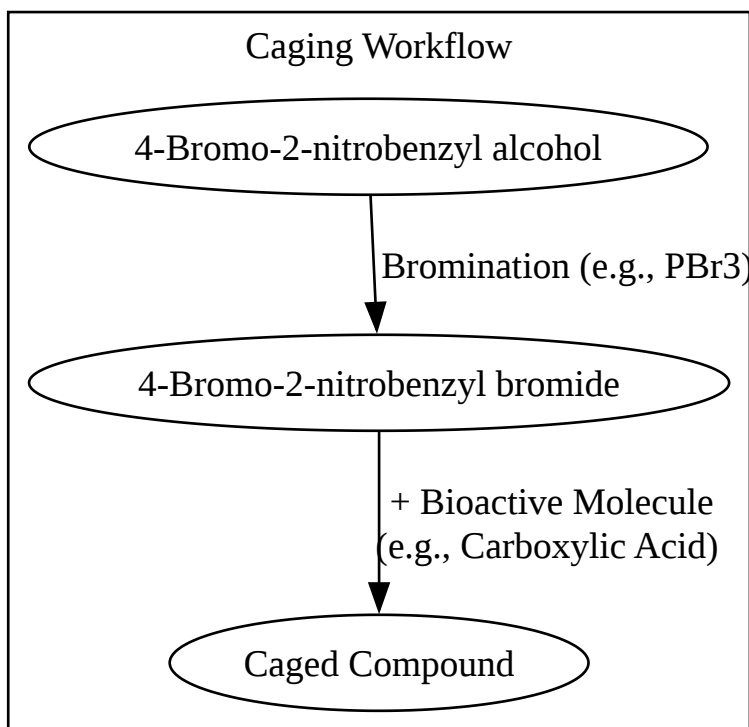 Caging Workflow
4-Bromo-2-nitrobenzyl alcohol
Bromination (e.g., PBr3)
4-Bromo-2-nitrobenzyl bromide
+ Bioactive Molecule
(e.g., Carboxylic Acid)
Caged Compound